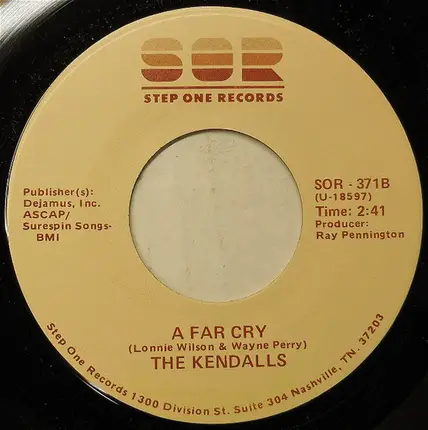 SOR
STEP ONE RECORDS
Publisher(s):
Dejamus, Inc.
ASCAP/
Surespin Songs-
BMI
SOR - 371B
(U-18597)
Time: 2:41
Producer:
Ray Pennington
A FAR CRY
(Lonnie Wilson & Wayne Perry)
THE KENDALLS
Step One Records 1300 Division St. Suite 304 Nashville, TN. 37203